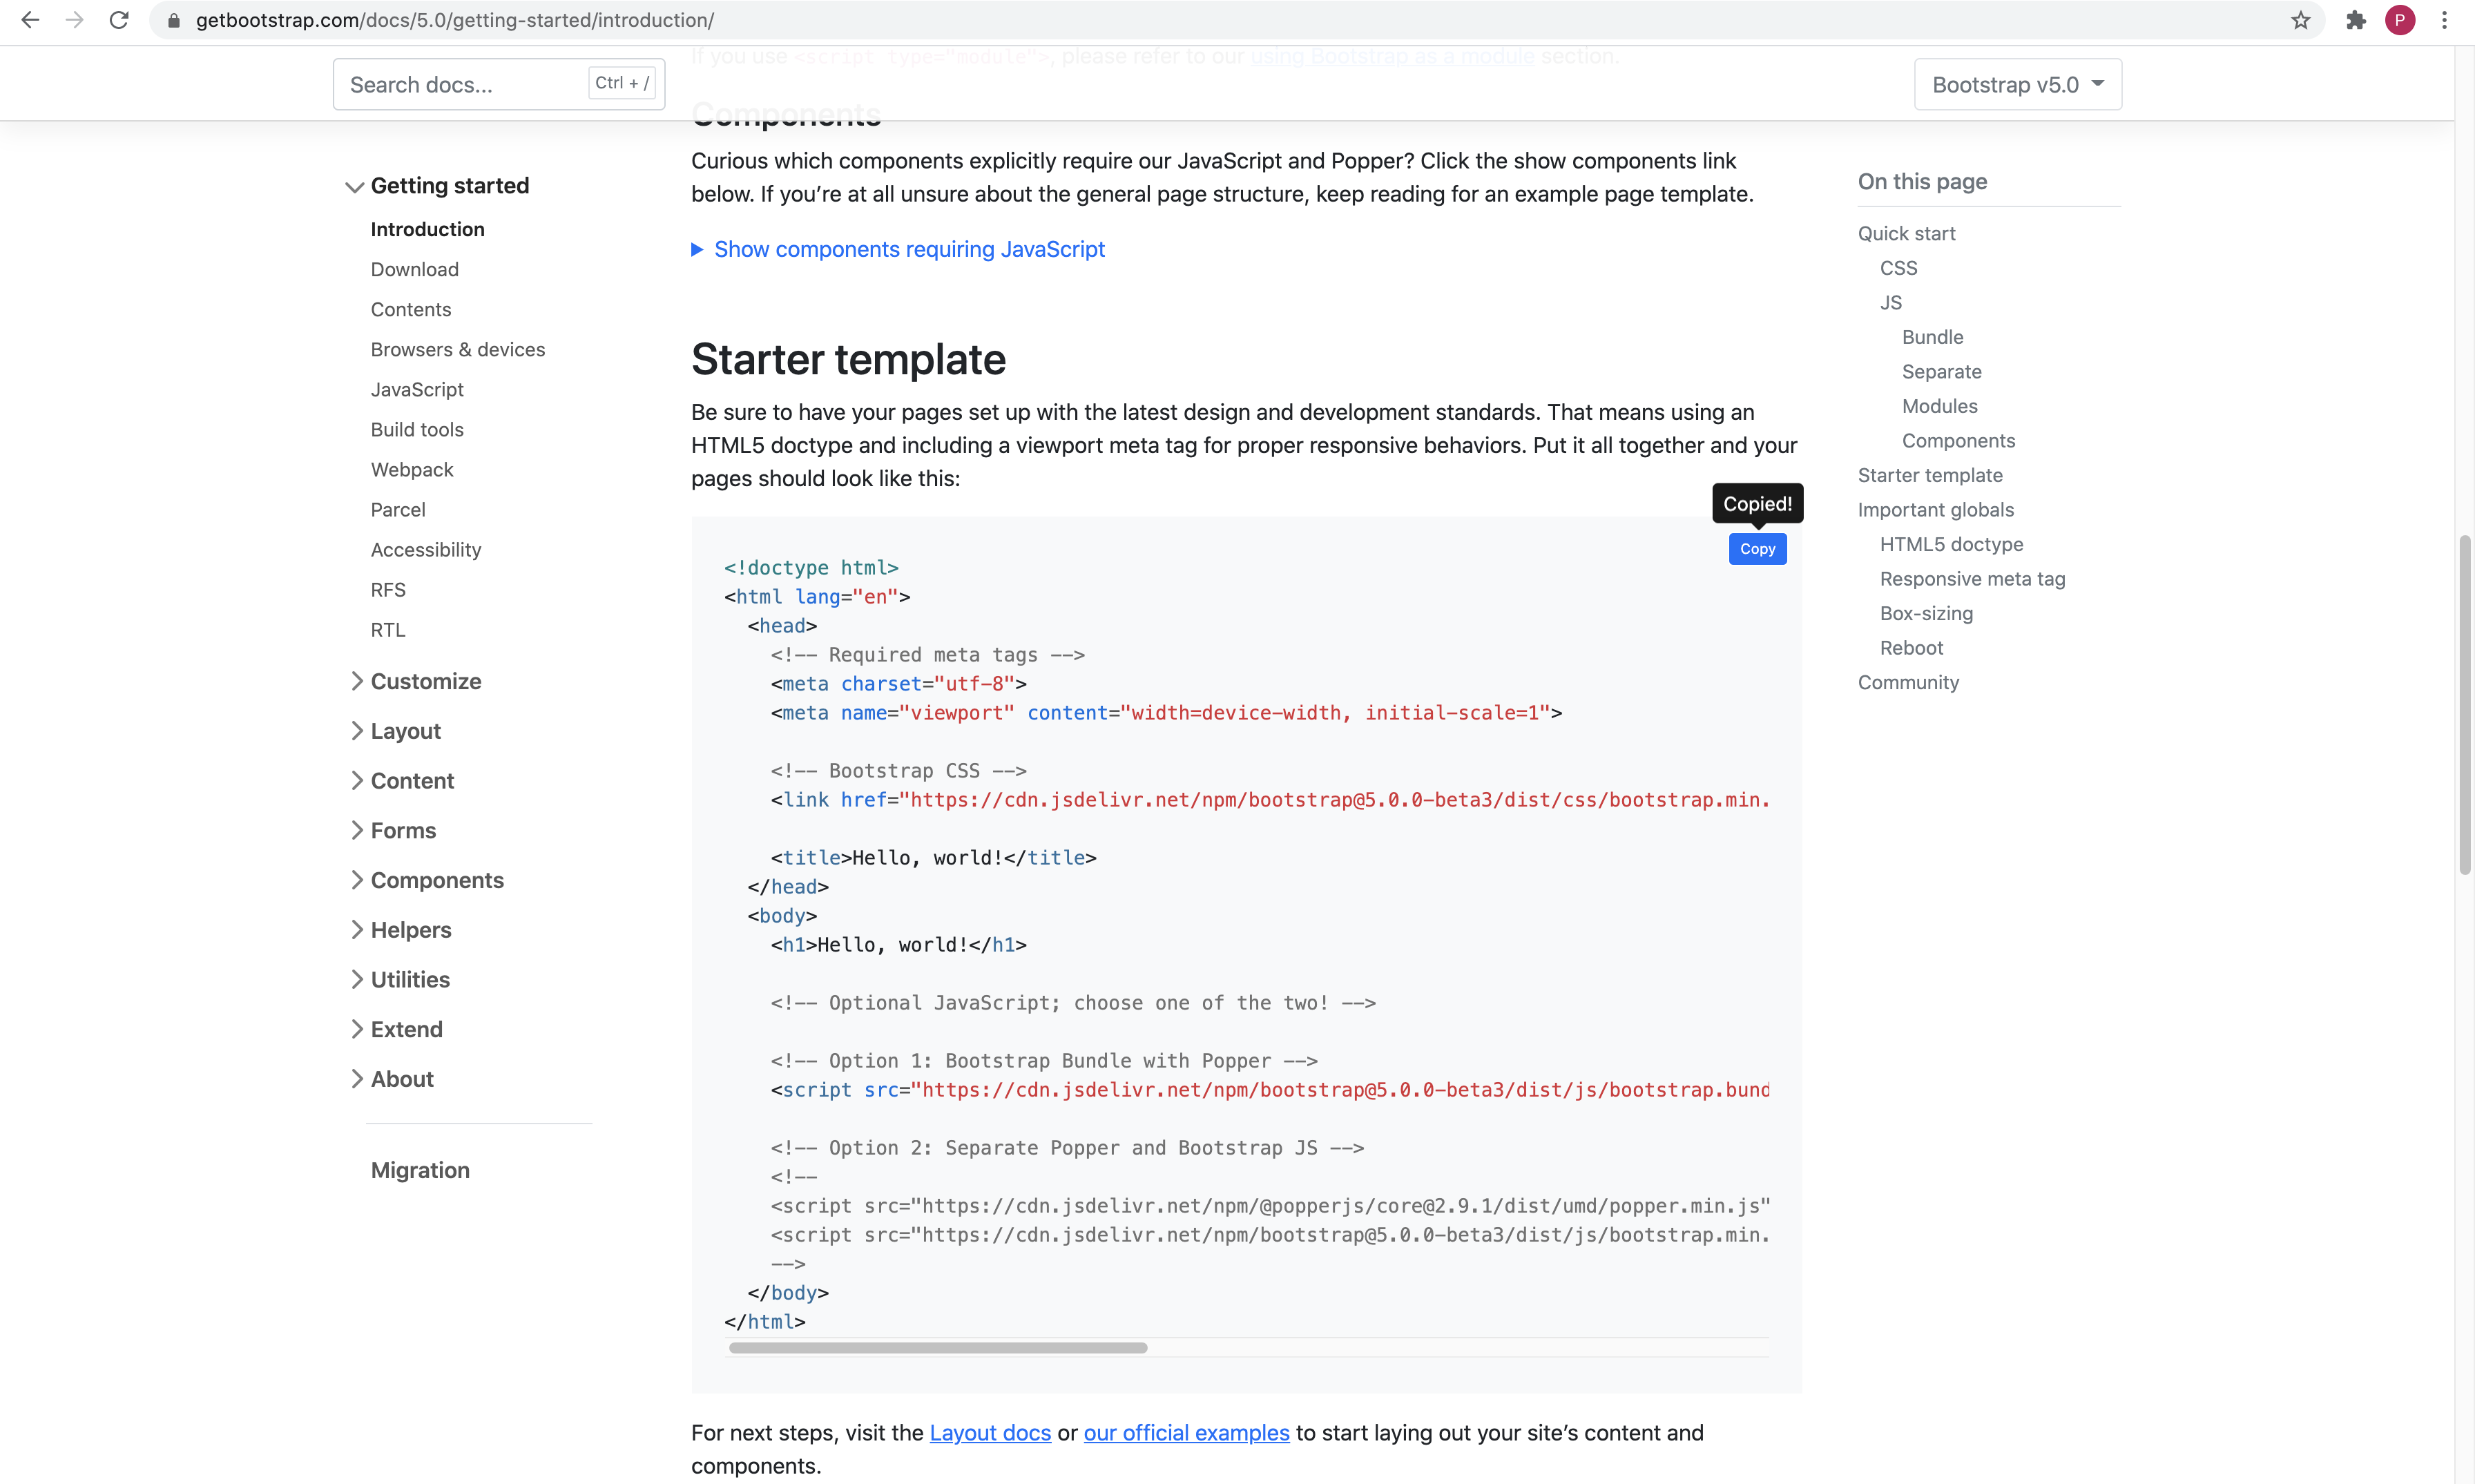 getbootstrap.com/docs/5.0/getting-started/introduction/
P
If you use <script type="module">, please refer to our using Bootstrap as a module section.
Search docs...
Ctrl + /
Bootstrap v5.0
Components
Curious which components explicitly require our JavaScript and Popper? Click the show components link
below. If you’re at all unsure about the general page structure, keep reading for an example page template.
Show components requiring JavaScript
Getting started
Introduction
Download
Contents
Browsers & devices
JavaScript
Build tools
Webpack
Parcel
Accessibility
RFS
RTL
Customize
Layout
Content
Forms
Components
Helpers
Utilities
Extend
About
Migration
Starter template
Be sure to have your pages set up with the latest design and development standards. That means using an
HTML5 doctype and including a viewport meta tag for proper responsive behaviors. Put it all together and your
pages should look like this:
Copied!
Copy
<!doctype html>
<html lang="en">
  <head>
    <!-- Required meta tags -->
    <meta charset="utf-8">
    <meta name="viewport" content="width=device-width, initial-scale=1">
    <!-- Bootstrap CSS -->
    <link href="https://cdn.jsdelivr.net/npm/bootstrap@5.0.0-beta3/dist/css/bootstrap.min.
    <title>Hello, world!</title>
  </head>
  <body>
    <h1>Hello, world!</h1>
    <!-- Optional JavaScript; choose one of the two! -->
    <!-- Option 1: Bootstrap Bundle with Popper -->
    <script src="https://cdn.jsdelivr.net/npm/bootstrap@5.0.0-beta3/dist/js/bootstrap.bund
    <!-- Option 2: Separate Popper and Bootstrap JS -->
    <!--
    <script src="https://cdn.jsdelivr.net/npm/@popperjs/core@2.9.1/dist/umd/popper.min.js"
    <script src="https://cdn.jsdelivr.net/npm/bootstrap@5.0.0-beta3/dist/js/bootstrap.min.
    -->
  </body>
</html>
For next steps, visit the Layout docs or our official examples to start laying out your site’s content and
components.
On this page
Quick start
CSS
JS
Bundle
Separate
Modules
Components
Starter template
Important globals
HTML5 doctype
Responsive meta tag
Box-sizing
Reboot
Community